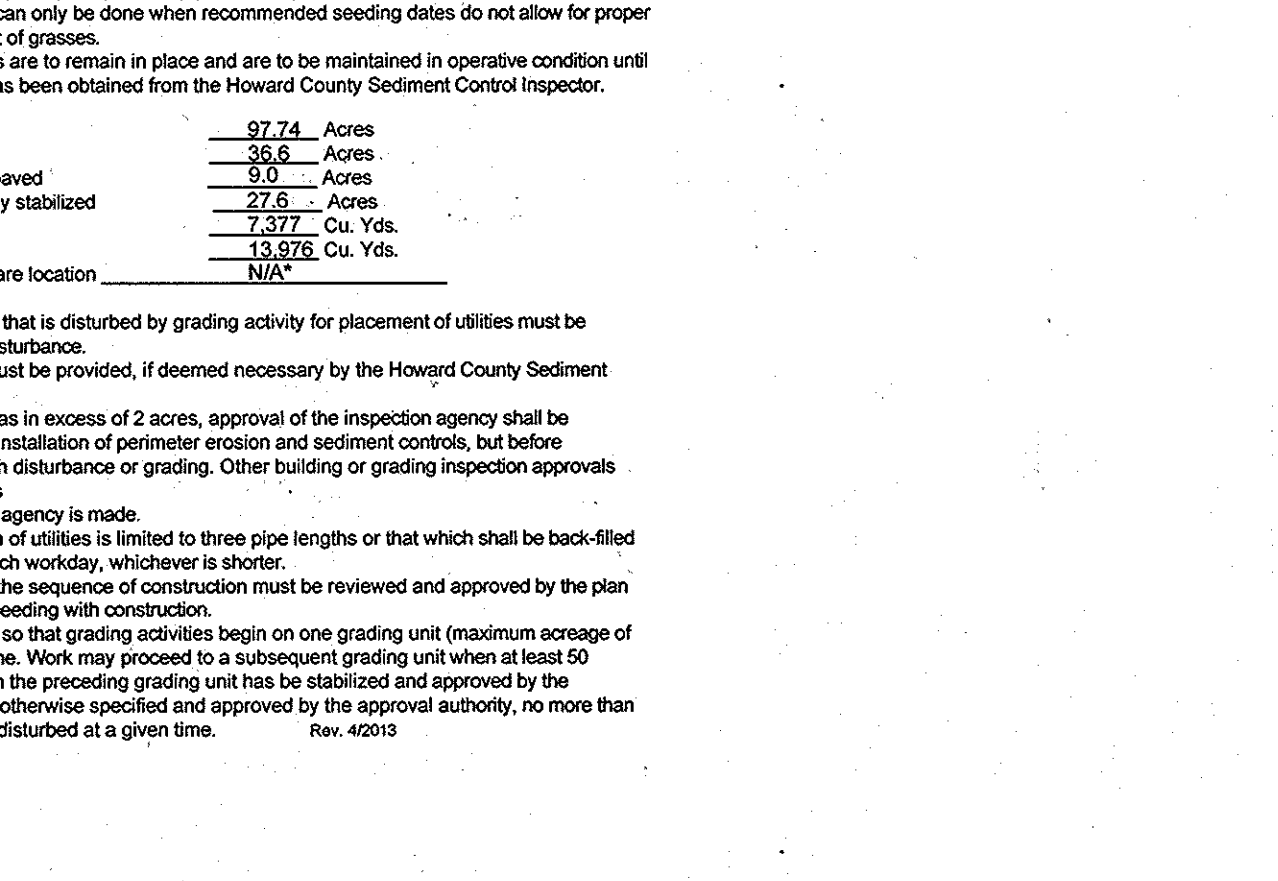 can only be done when recommended seeding dates do not allow for proper
of grasses.
are to remain in place and are to be maintained in operative condition until
been obtained from the Howard County Sediment Control Inspector.
97.74 Acres
36.6 Acres
aved 9.0 Acres
y stabilized 27.6 Acres
7,377 Cu. Yds.
13,976 Cu. Yds.
are location N/A*
that is disturbed by grading activity for placement of utilities must be
sturbance.
ust be provided, if deemed necessary by the Howard County Sediment
as in excess of 2 acres, approval of the inspection agency shall be
nstallation of perimeter erosion and sediment controls, but before
disturbance or grading. Other building or grading inspection approvals
agency is made.
of utilities is limited to three pipe lengths or that which shall be back-filled
ch workday, whichever is shorter.
the sequence of construction must be reviewed and approved by the plan
eeding with construction.
so that grading activities begin on one grading unit (maximum acreage of
ne. Work may proceed to a subsequent grading unit when at least 50
the preceding grading unit has be stabilized and approved by the
otherwise specified and approved by the approval authority, no more than
disturbed at a given time. Rev. 4/2013